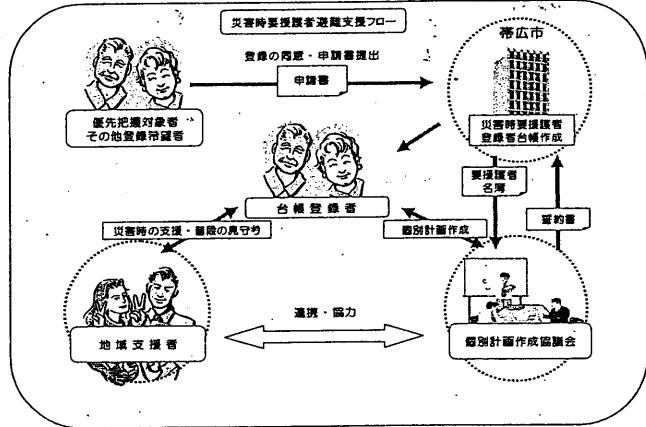 災害時要援護者避難支援フロー
帯広市
登録の同意・申請書提出
申請書
優先把握対象者
その他登録希望者
災害時要援護者
登録者台帳作成
要援護者
名簿
誓約書
台帳登録者
災害時の支援・普段の見守り
個別計画作成
連携・協力
地域支援者
個別計画作成協議会